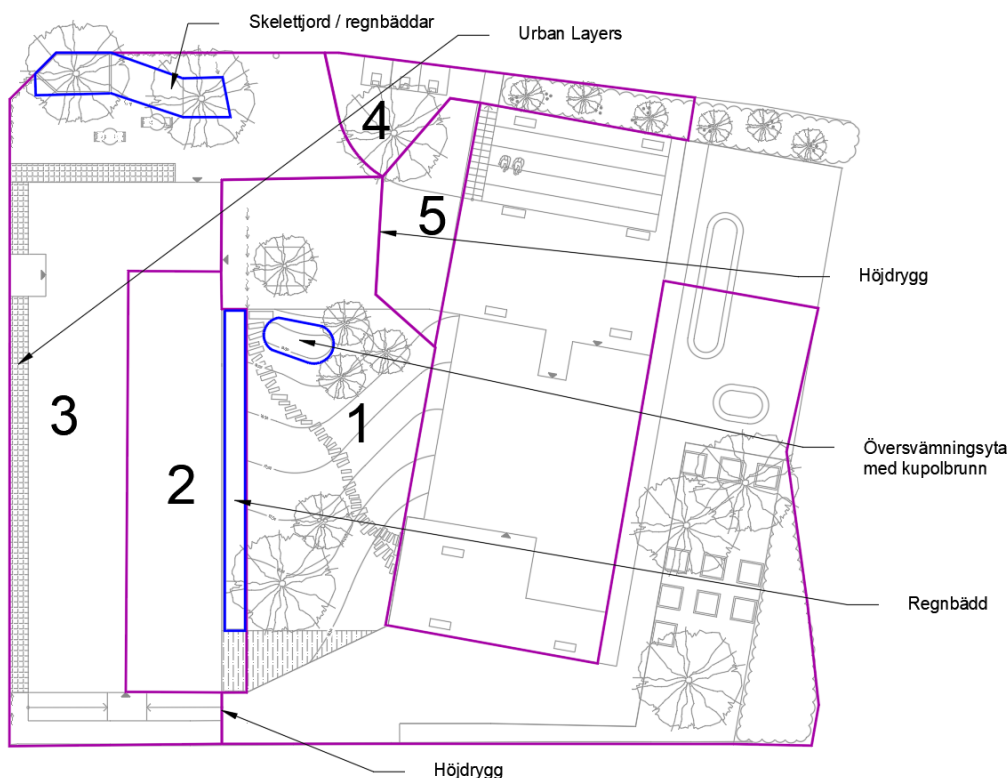 Skelettjord / regnbäddar
Urban Layers
4
5
Höjdrygg
3
1
2
Översvämningsyta
med kupolbrunn
Regnbädd
Höjdrygg